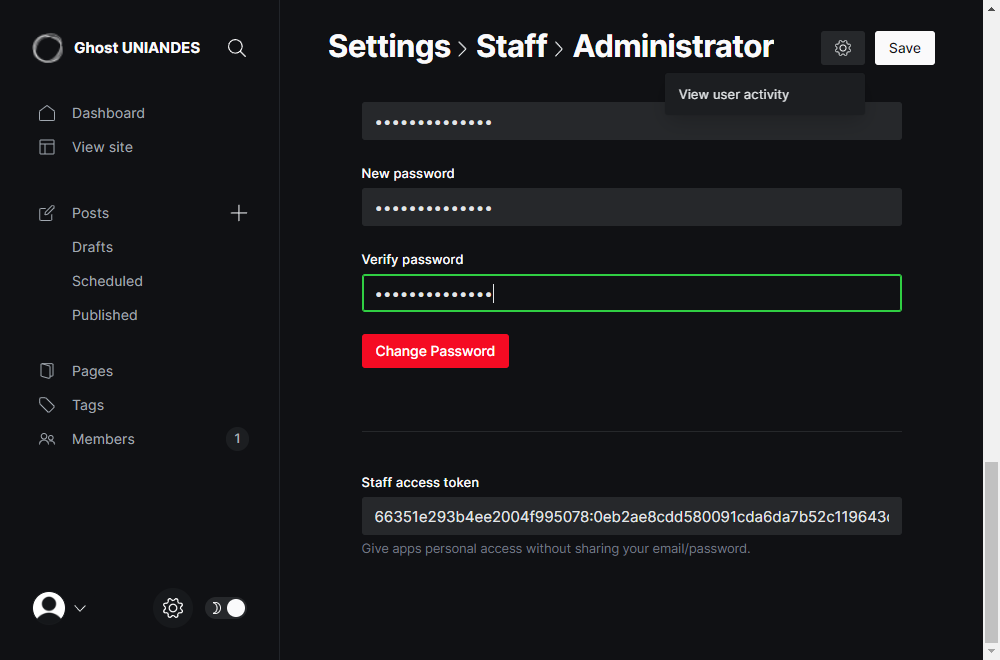 Ghost UNIANDES
Dashboard
View site
Posts
Drafts
Scheduled
Published
Pages
Tags
Members 1
Settings > Staff > Administrator
Save
View user activity
••••••••••••••
New password
••••••••••••••
Verify password
••••••••••••••
Change Password
Staff access token
66351e293b4ee2004f995078:0eb2ae8cdd580091cda6da7b52c119643
Give apps personal access without sharing your email/password.